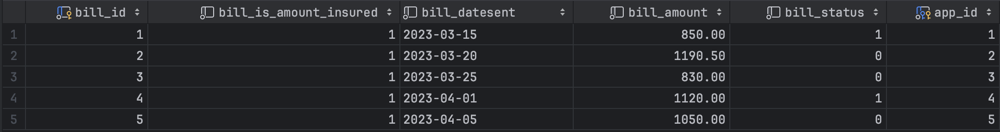 bill_id bill_is_amount_insured bill_datesent bill_amount bill_status app_id
1 1 1 2023-03-15 850.00 1 1
2 2 1 2023-03-20 1190.50 0 2
3 3 1 2023-03-25 830.00 0 3
4 4 1 2023-04-01 1120.00 1 4
5 5 1 2023-04-05 1050.00 0 5